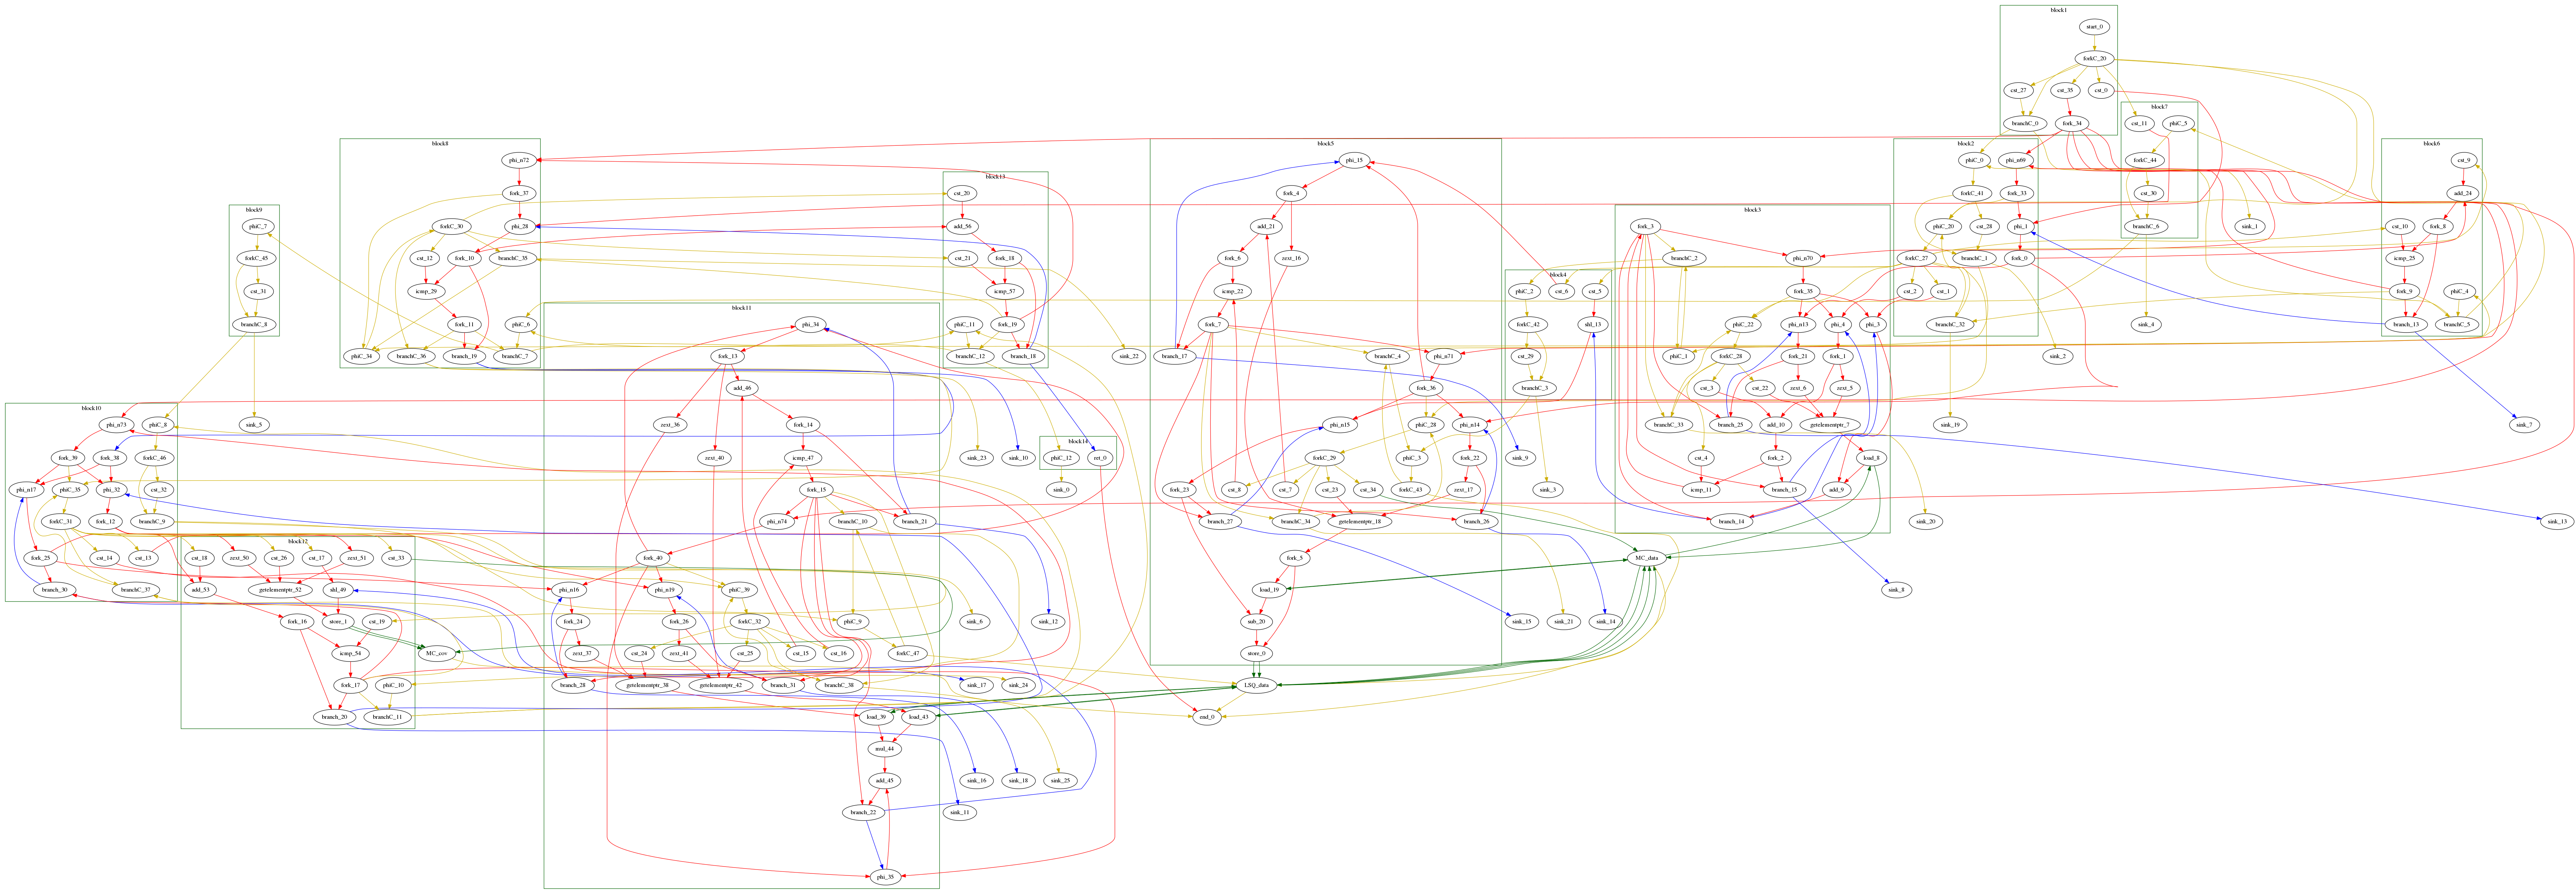 block1
start_0
forkC_20
cst_27
cst_35
cst_0
branchC_0
fork_34
block7
cst_11
phiC_5
forkC_44
cst_30
branchC_6
block2
phiC_0
phi_n69
forkC_41
fork_33
phiC_20
cst_28
phi_1
forkC_27
branchC_1
fork_0
cst_2
cst_1
branchC_32
block6
cst_9
add_24
cst_10
fork_8
icmp_25
fork_9
phiC_4
branch_13
branchC_5
block8
phi_n72
fork_37
forkC_30
phi_28
cst_12
fork_10
branchC_35
icmp_29
fork_11
phiC_6
phiC_34
branchC_36
branch_19
branchC_7
block13
cst_20
add_56
cst_21
fork_18
icmp_57
phiC_11
fork_19
branchC_12
branch_18
block9
phiC_7
forkC_45
cst_31
branchC_8
block5
phi_15
fork_4
add_21
zext_16
fork_6
icmp_22
fork_7
branch_17
branchC_4
phi_n71
fork_36
phi_n15
phiC_28
phi_n14
phiC_3
forkC_29
fork_22
fork_23
cst_8
cst_7
cst_23
cst_34
zext_17
forkC_43
branch_27
branchC_34
getelementptr_18
branch_26
fork_5
load_19
sub_20
store_0
block4
cst_6
cst_5
phiC_2
shl_13
forkC_42
cst_29
branchC_3
block3
fork_3
branchC_2
phi_n70
fork_35
phiC_22
phi_n13
phi_4
phi_3
phiC_1
forkC_28
fork_21
fork_1
cst_3
cst_22
zext_6
zext_5
branchC_33
branch_25
add_10
getelementptr_7
cst_4
fork_2
load_8
icmp_11
branch_15
add_9
branch_14
block11
phi_34
fork_13
add_46
zext_36
fork_14
zext_40
icmp_47
fork_15
phi_n74
branchC_10
branch_21
fork_40
phi_n16
phi_n19
phiC_39
fork_24
fork_26
forkC_32
phiC_9
zext_37
cst_24
zext_41
cst_25
cst_15
cst_16
forkC_47
branch_28
getelementptr_38
getelementptr_42
branch_31
branchC_38
load_39
load_43
mul_44
add_45
branch_22
phi_35
block10
phi_n73
phiC_8
fork_39
fork_38
forkC_46
phi_n17
phiC_35
phi_32
cst_32
forkC_31
fork_12
branchC_9
fork_25
cst_14
cst_13
branch_30
branchC_37
block12
cst_18
zext_50
cst_26
cst_17
zext_51
cst_33
add_53
getelementptr_52
shl_49
fork_16
store_1
cst_19
icmp_54
MC_cov
fork_17
phiC_10
branch_20
branchC_11
block14
phiC_12
ret_0
MC_data
LSQ_data
end_0
sink_0
sink_1
sink_2
sink_3
sink_4
sink_5
sink_6
sink_7
sink_8
sink_9
sink_10
sink_11
sink_12
sink_13
sink_14
sink_15
sink_16
sink_17
sink_18
sink_19
sink_20
sink_21
sink_22
sink_23
sink_24
sink_25